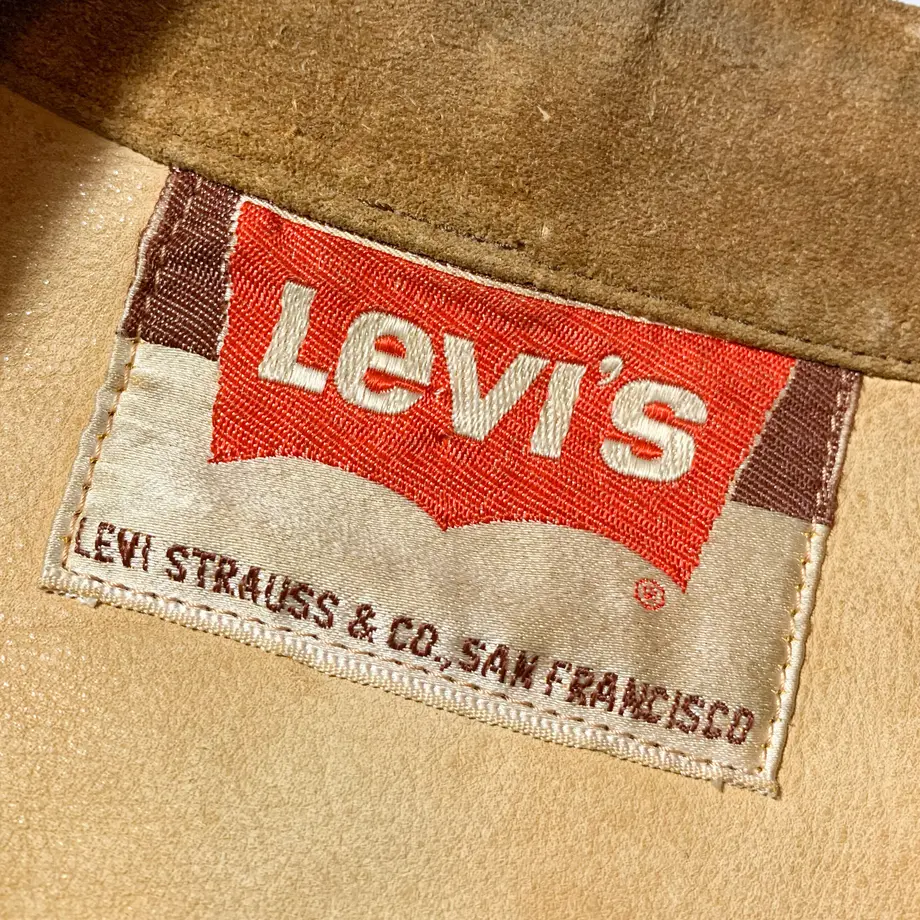 Levi's
®
LEVI STRAUSS & CO., SAN FRANCISCO